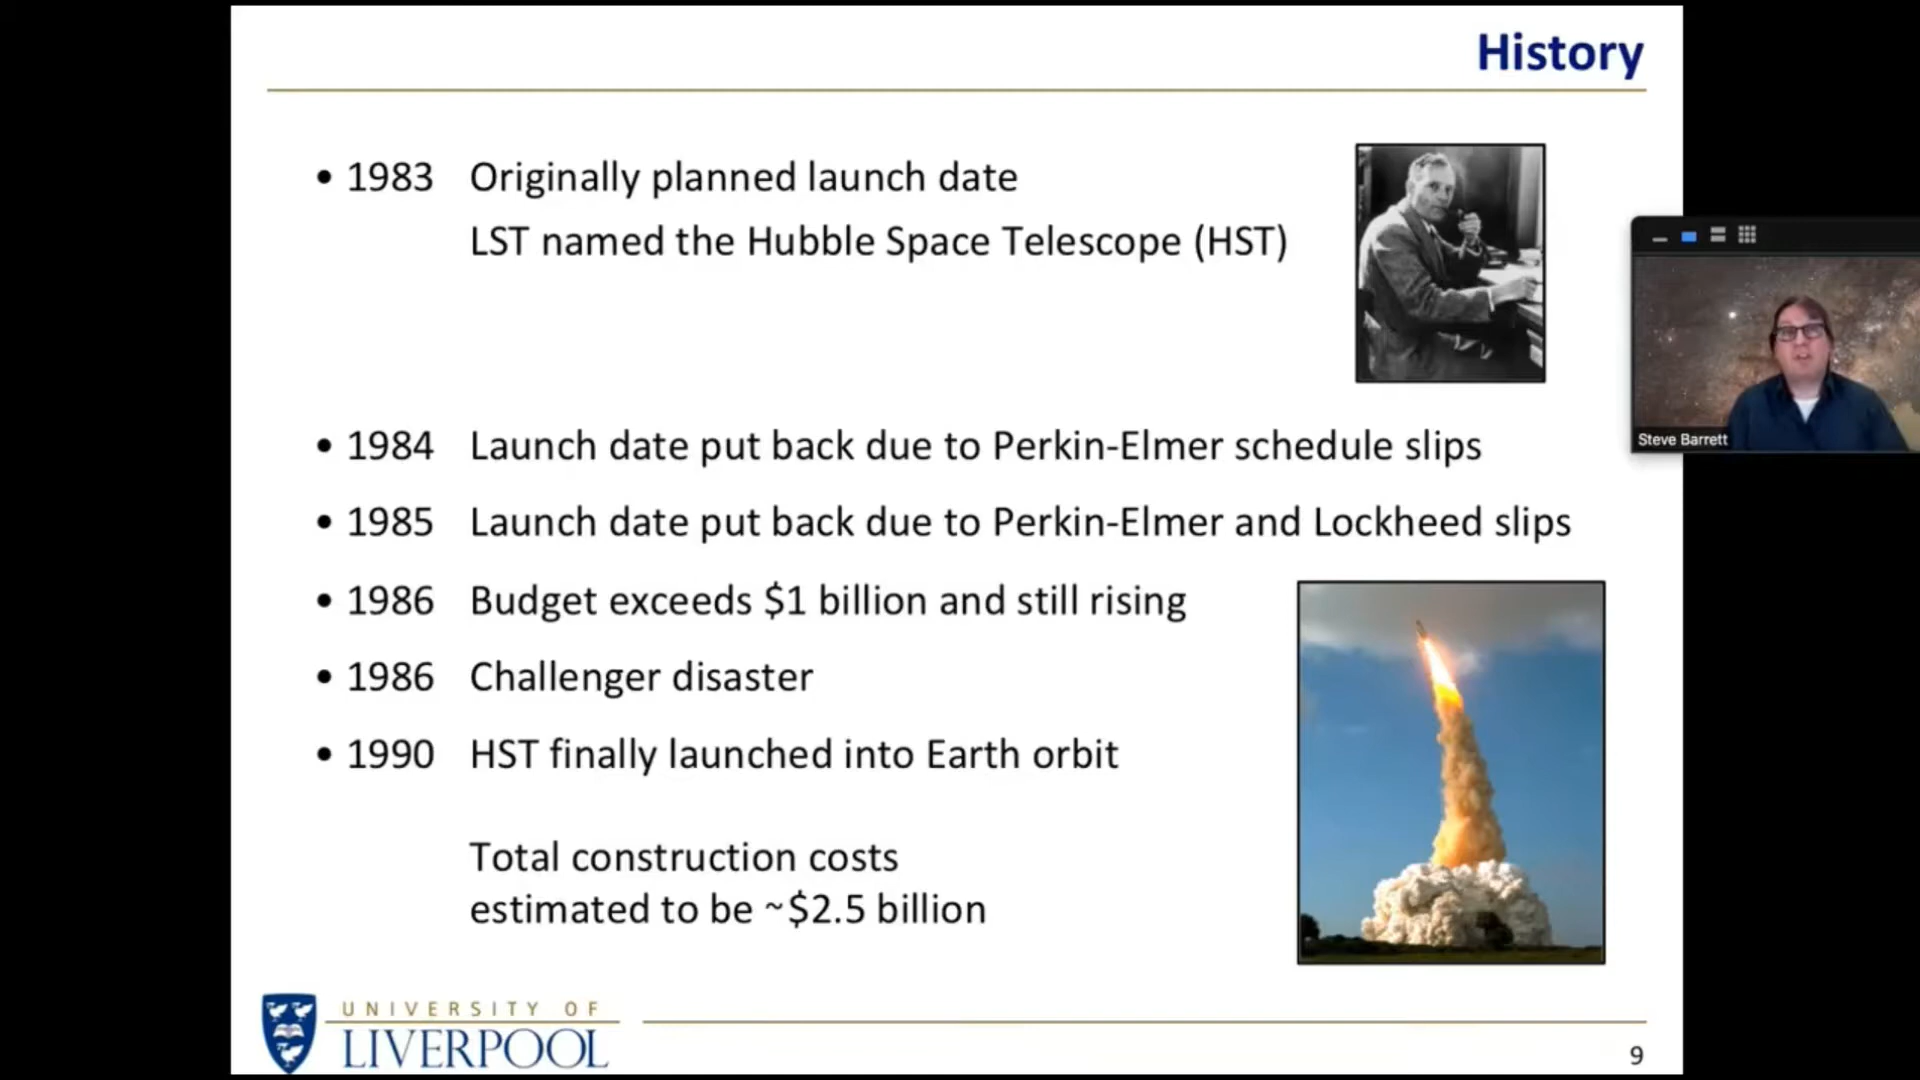 History
• 1983 Originally planned launch date
LST named the Hubble Space Telescope (HST)
Steve Barrett
• 1984 Launch date put back due to Perkin-Elmer schedule slips
• 1985 Launch date put back due to Perkin-Elmer and Lockheed slips
• 1986 Budget exceeds $1 billion and still rising
• 1986 Challenger disaster
• 1990 HST finally launched into Earth orbit
Total construction costs
estimated to be ~$2.5 billion
UNIVERSITY OF
LIVERPOOL
9